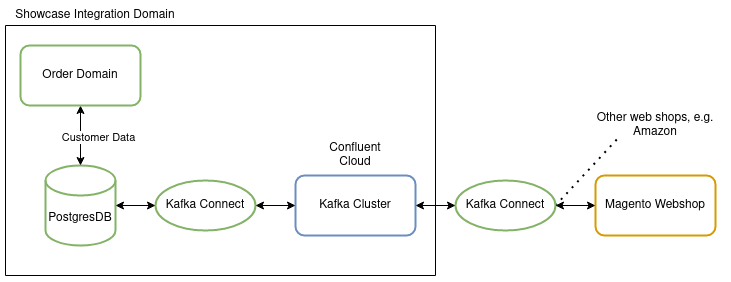 Showcase Integration Domain
Order Domain
Customer Data
PostgresDB
Kafka Connect
Confluent
Cloud
Kafka Cluster
Kafka Connect
Other web shops, e.g.
Amazon
Magento Webshop